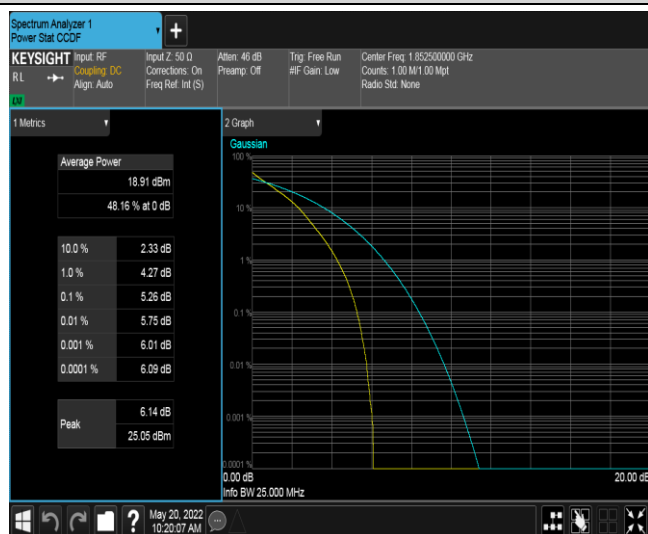 Spectrum Analyzer 1
Power Stat CCDF
KEYSIGHT
RL
LXI
Input: RF
Coupling: DC
Align: Auto
Input Z: 50 Ω
Corrections: On
Freq Ref: Int (S)
Atten: 46 dB
Preamp: Off
Trig: Free Run
#IF Gain: Low
Center Freq: 1.852500000 GHz
Counts: 1.00 M/1.00 Mpt
Radio Std: None
1 Metrics
Average Power
18.91 dBm
48.16 % at 0 dB
10.0 % 2.33 dB
1.0 % 4.27 dB
0.1 % 5.26 dB
0.01 % 5.75 dB
0.001 % 6.01 dB
0.0001 % 6.09 dB
Peak
6.14 dB
25.05 dBm
2 Graph
Gaussian
100 %
10 %
1 %
0.1 %
0.01 %
0.001 %
0.0001 %
0.00 dB 20.00 dB
Info BW 25.000 MHz
May 20, 2022
10:20:07 AM